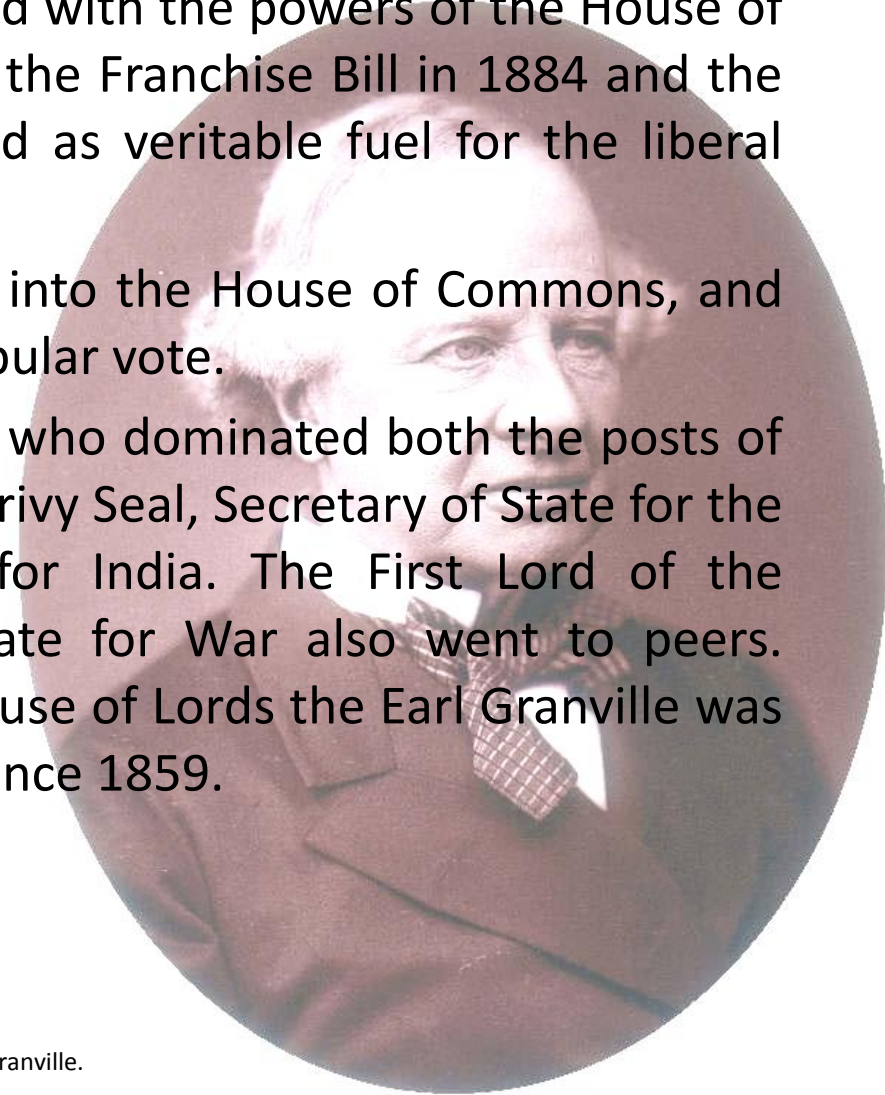 d with the powers of the House of
the Franchise Bill in 1884 and the
d as veritable fuel for the liberal
into the House of Commons, and
pular vote.
who dominated both the posts of
rivy Seal, Secretary of State for the
for India. The First Lord of the
ate for War also went to peers.
use of Lords the Earl Granville was
nce 1859.
ranville.